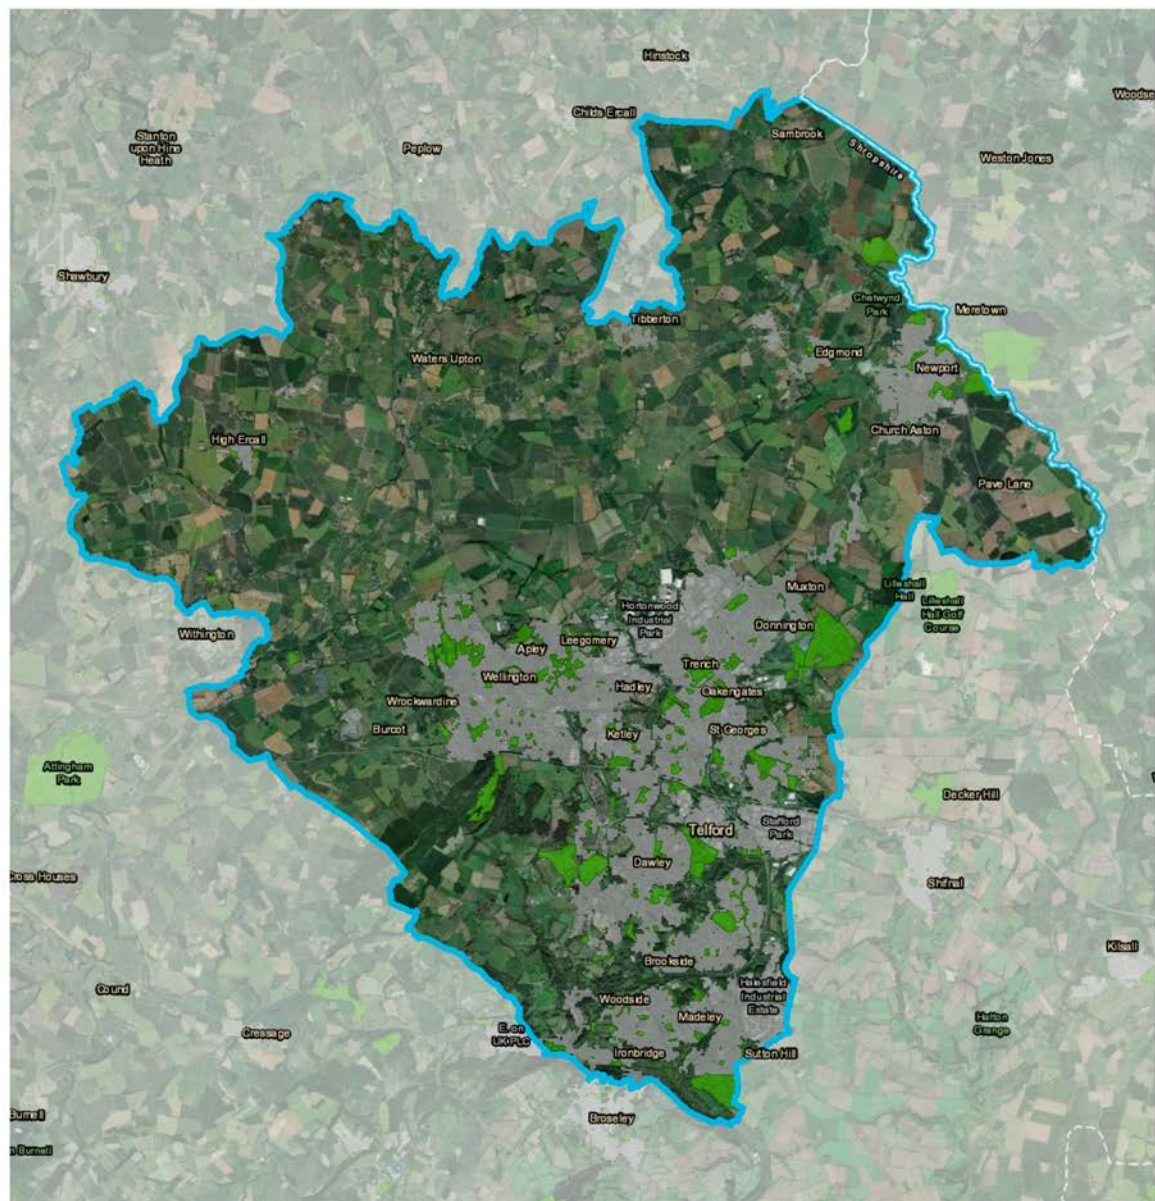 Hinstock
Woodse
Childs Ercall
Sambrook
Stanton
upon Hine
Heath
Peplow
Shropshire
Weston Jones
Shawbury
Chetwynd
Park
Meretown
Tibberton
Waters Upton
Edgmond
Newport
High Ercall
Church Aston
Pave Lane
Muxton
Lilleshall
Hall
Lilleshall
Hall Golf
Course
Hortonwood
Industrial
Park
Withington
Donnington
Apley
Leegomery
Trench
Wellington
Hadley
Oakengates
Wrockwardine
Burcot
Ketley
St Georges
Attingham
Park
Decker Hill
Telford
Stafford
Park
Dawley
Cross Houses
Shifnal
Kilsall
Brookside
Cound
Woodside
Halesfield
Industrial
Estate
Madeley
Hatton
Grange
Cressage
E. on
UK PLC
Ironbridge
Sutton Hill
Burnell
Broseley
n Burnell